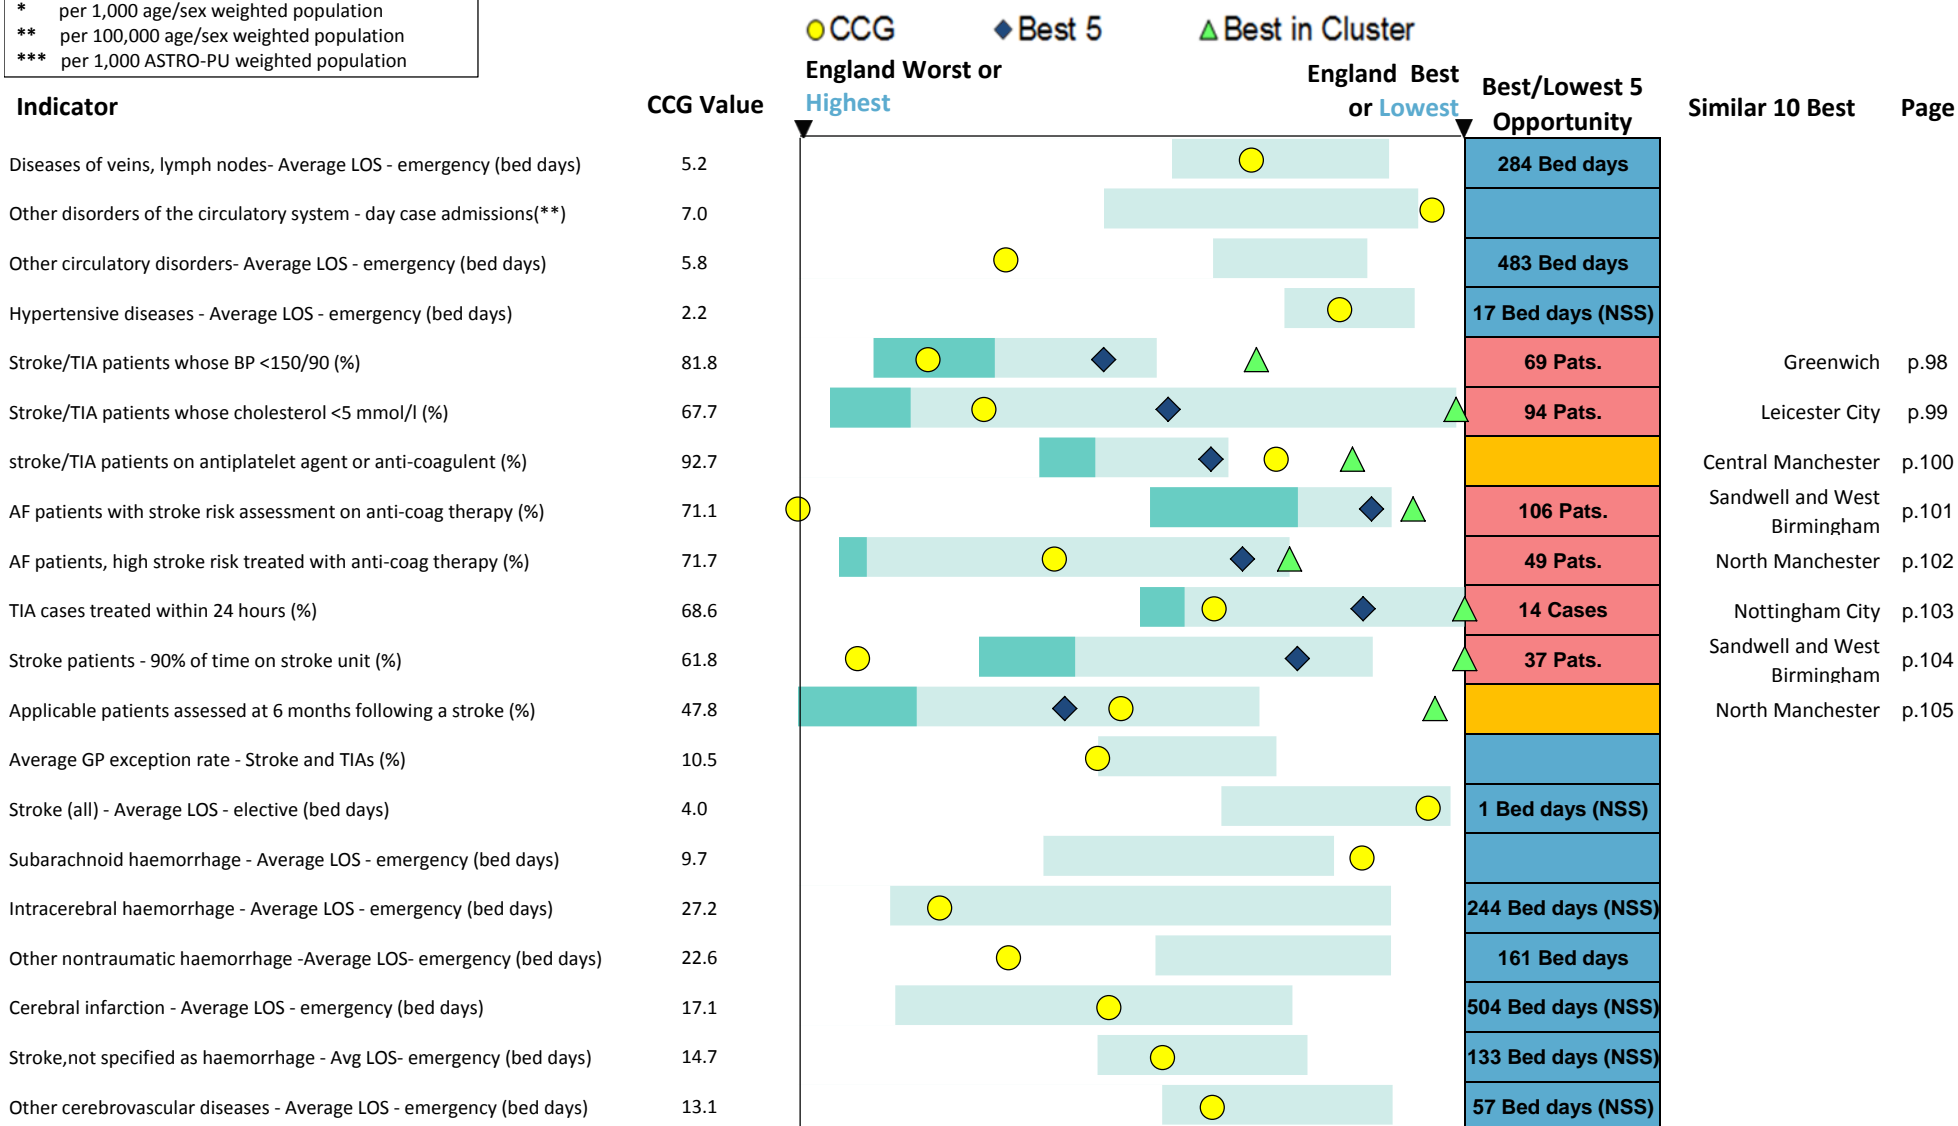 * per 1,000 age/sex weighted population
** per 100,000 age/sex weighted population
*** per 1,000 ASTRO-PU weighted population
CCG Best 5 Best in Cluster
Indicator CCG Value England Worst or Highest England Best or Lowest Best/Lowest 5 Opportunity Similar 10 Best Page
Diseases of veins, lymph nodes- Average LOS - emergency (bed days) 5.2 284 Bed days
Other disorders of the circulatory system - day case admissions(**) 7.0
Other circulatory disorders- Average LOS - emergency (bed days) 5.8 483 Bed days
Hypertensive diseases - Average LOS - emergency (bed days) 2.2 17 Bed days (NSS)
Stroke/TIA patients whose BP <150/90 (%) 81.8 69 Pats. Greenwich p.98
Stroke/TIA patients whose cholesterol <5 mmol/l (%) 67.7 94 Pats. Leicester City p.99
stroke/TIA patients on antiplatelet agent or anti-coagulent (%) 92.7 Central Manchester p.100
AF patients with stroke risk assessment on anti-coag therapy (%) 71.1 106 Pats. Sandwell and West Birmingham p.101
AF patients, high stroke risk treated with anti-coag therapy (%) 71.7 49 Pats. North Manchester p.102
TIA cases treated within 24 hours (%) 68.6 14 Cases Nottingham City p.103
Stroke patients - 90% of time on stroke unit (%) 61.8 37 Pats. Sandwell and West Birmingham p.104
Applicable patients assessed at 6 months following a stroke (%) 47.8 North Manchester p.105
Average GP exception rate - Stroke and TIAs (%) 10.5
Stroke (all) - Average LOS - elective (bed days) 4.0 1 Bed days (NSS)
Subarachnoid haemorrhage - Average LOS - emergency (bed days) 9.7
Intracerebral haemorrhage - Average LOS - emergency (bed days) 27.2 244 Bed days (NSS)
Other nontraumatic haemorrhage -Average LOS- emergency (bed days) 22.6 161 Bed days
Cerebral infarction - Average LOS - emergency (bed days) 17.1 504 Bed days (NSS)
Stroke,not specified as haemorrhage - Avg LOS- emergency (bed days) 14.7 133 Bed days (NSS)
Other cerebrovascular diseases - Average LOS - emergency (bed days) 13.1 57 Bed days (NSS)